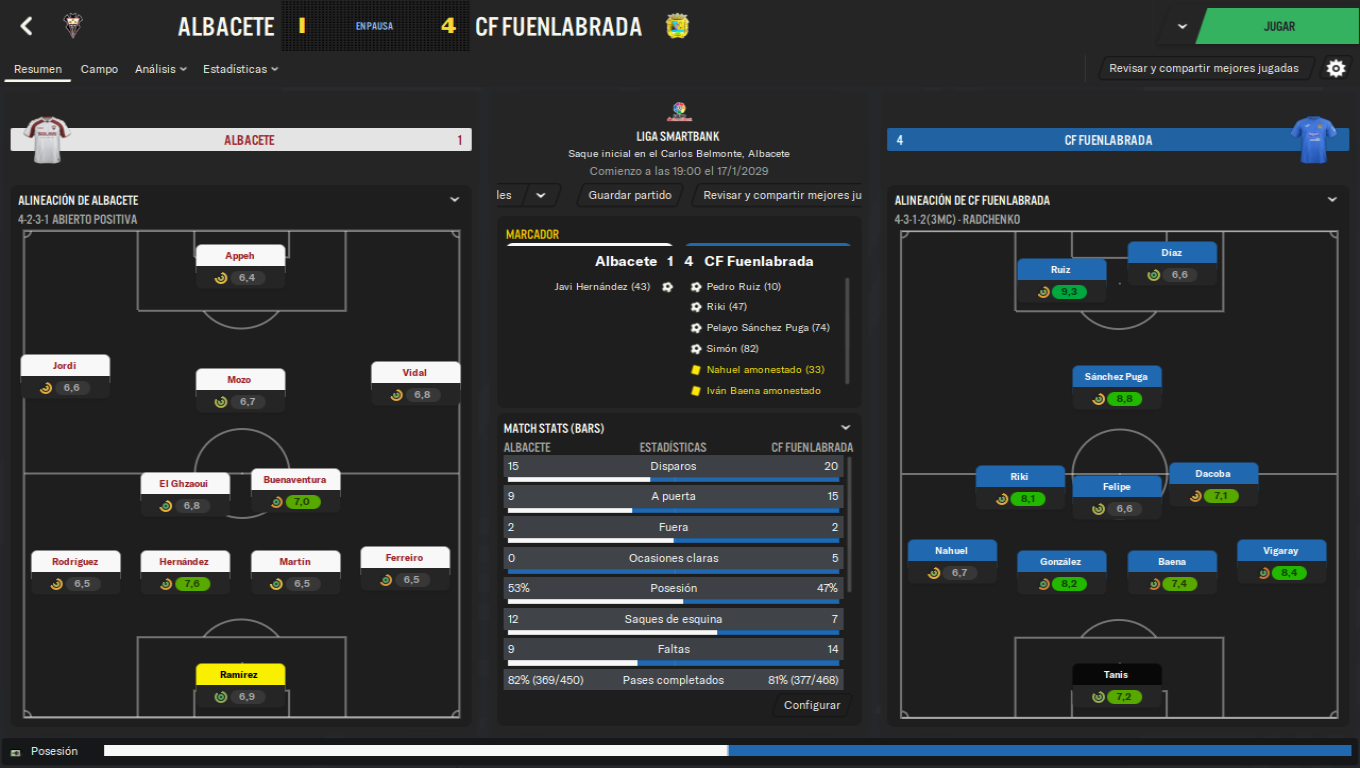 ALBACETE 1 EN PAUSA 4 CF FUENLABRADA
JUGAR
Resumen Campo Análisis Estadísticas
Revisar y compartir mejores jugadas
ALBACETE 1
ALINEACIÓN DE ALBACETE
4-2-3-1 ABIERTO POSITIVA
Appeh
6,4
Jordi
6,6
Mozo
6,7
Vidal
6,8
El Ghzaoui
6,8
Buenaventura
7,0
Rodríguez
6,5
Hernández
7,6
Martín
6,5
Ferreiro
6,5
Ramírez
6,9
LIGA SMARTBANK
Saque inicial en el Carlos Belmonte, Albacete
Comienzo a las 19:00 el 17/1/2029
les Guardar partido Revisar y compartir mejores ju
MARCADOR
Albacete 1 4 CF Fuenlabrada
Javi Hernández (43) Pedro Ruiz (10)
Riki (47)
Pelayo Sánchez Puga (74)
Simón (82)
Nahuel amonestado (33)
Iván Baena amonestado
MATCH STATS (BARS)
ALBACETE ESTADÍSTICAS CF FUENLABRADA
15 Disparos 20
9 A puerta 15
2 Fuera 2
0 Ocasiones claras 5
53% Posesión 47%
12 Saques de esquina 7
9 Faltas 14
82% (369/450) Pases completados 81% (377/468)
Configurar
4 CF FUENLABRADA
ALINEACIÓN DE CF FUENLABRADA
4-3-1-2 (3MC) - RADCHENKO
Ruiz
9,3
Díaz
6,6
Sánchez Puga
8,8
Riki
8,1
Felipe
6,6
Dacoba
7,1
Nahuel
6,7
González
8,2
Baena
7,4
Vigaray
8,4
Tanis
7,2
Posesión